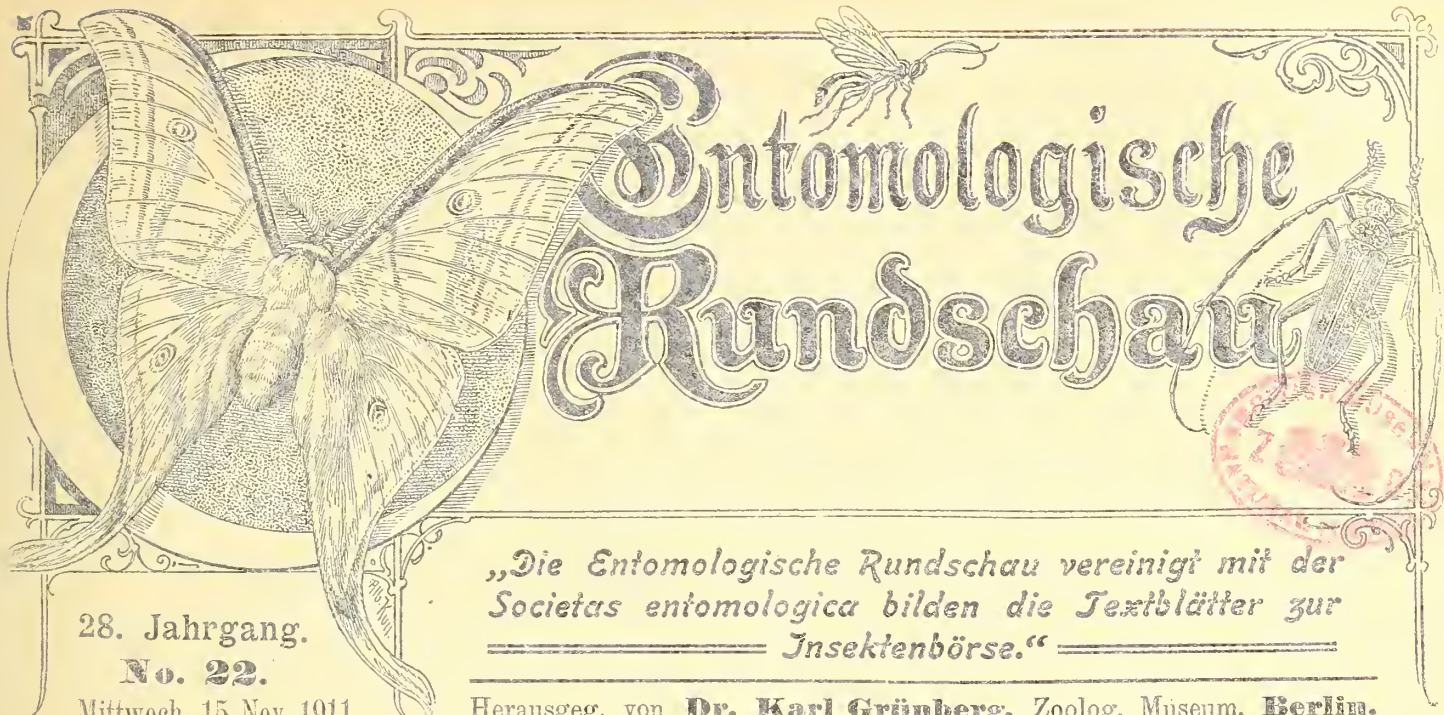 Entomologische
Rundschau
„Die Entomologische Rundschau vereinigt mit der
Societas entomologica bilden die Textblätter zur
Insektenbörse.“
28. Jahrgang.
No. 22.
Mittwoch, 15. Nov. 1911.
Herausgeg. von Dr. Karl Grünberg, Zoolog. Museum, Berlin.